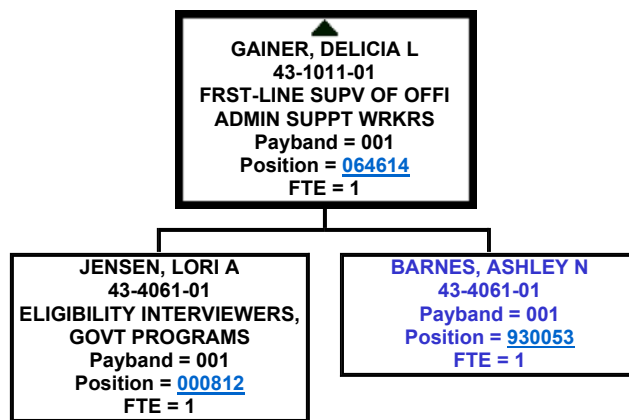 GAINER, DELICIA L
43-1011-01
FRST-LINE SUPV OF OFFI
ADMIN SUPPT WRKRS
Payband = 001
Position = 064614
FTE = 1
JENSEN, LORI A
43-4061-01
ELIGIBILITY INTERVIEWERS,
GOVT PROGRAMS
Payband = 001
Position = 000812
FTE = 1
BARNES, ASHLEY N
43-4061-01
Payband = 001
Position = 930053
FTE = 1